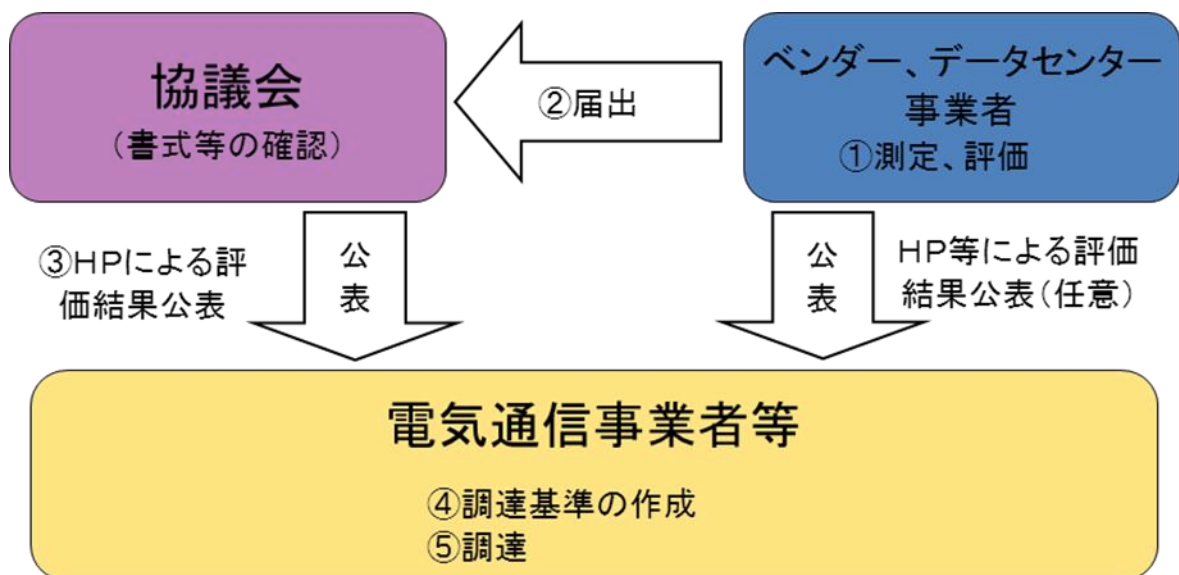 協議会
（書式等の確認）
②届出
ベンダー、データセンター
事業者
①測定、評価
③ＨＰによる評
価結果公表
公
表
公
表
ＨＰ等による評価
結果公表（任意）
電気通信事業者等
④調達基準の作成
⑤調達